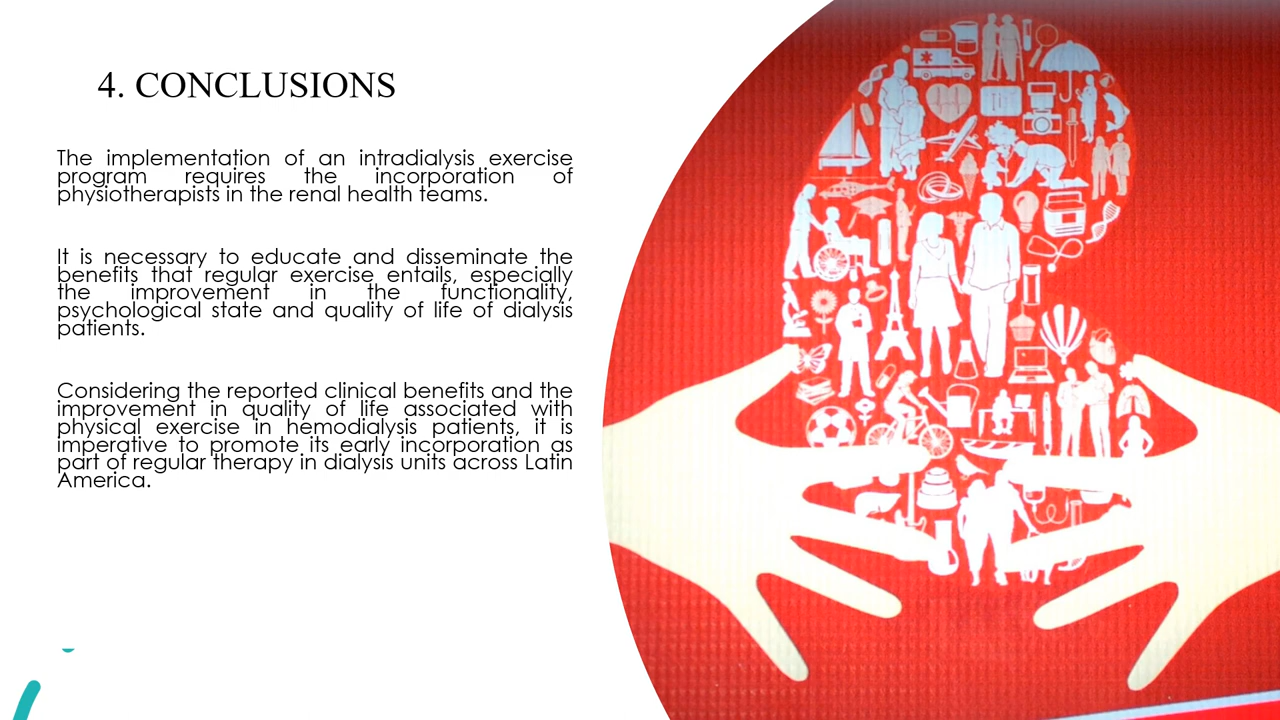 4. CONCLUSIONS
The implementation of an intradialysis exercise
program requires the incorporation of
physiotherapists in the renal health teams.
It is necessary to educate and disseminate the
benefits that regular exercise entails, especially
the improvement in the functionality,
psychological state and quality of life of dialysis
patients.
Considering the reported clinical benefits and the
improvement in quality of life associated with
physical exercise in hemodialysis patients, it is
imperative to promote its early incorporation as
part of regular therapy in dialysis units across Latin
America.